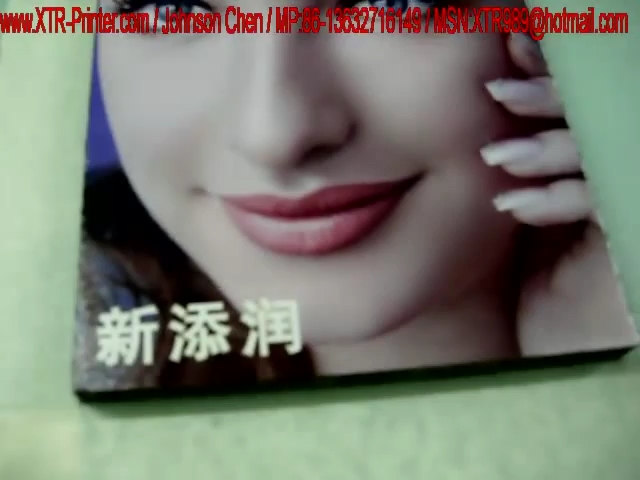 www.XTR-Printer.com / Johnson Chen / MP:86-13632716149 / MSN:XTR989@hotmail.com
新添润